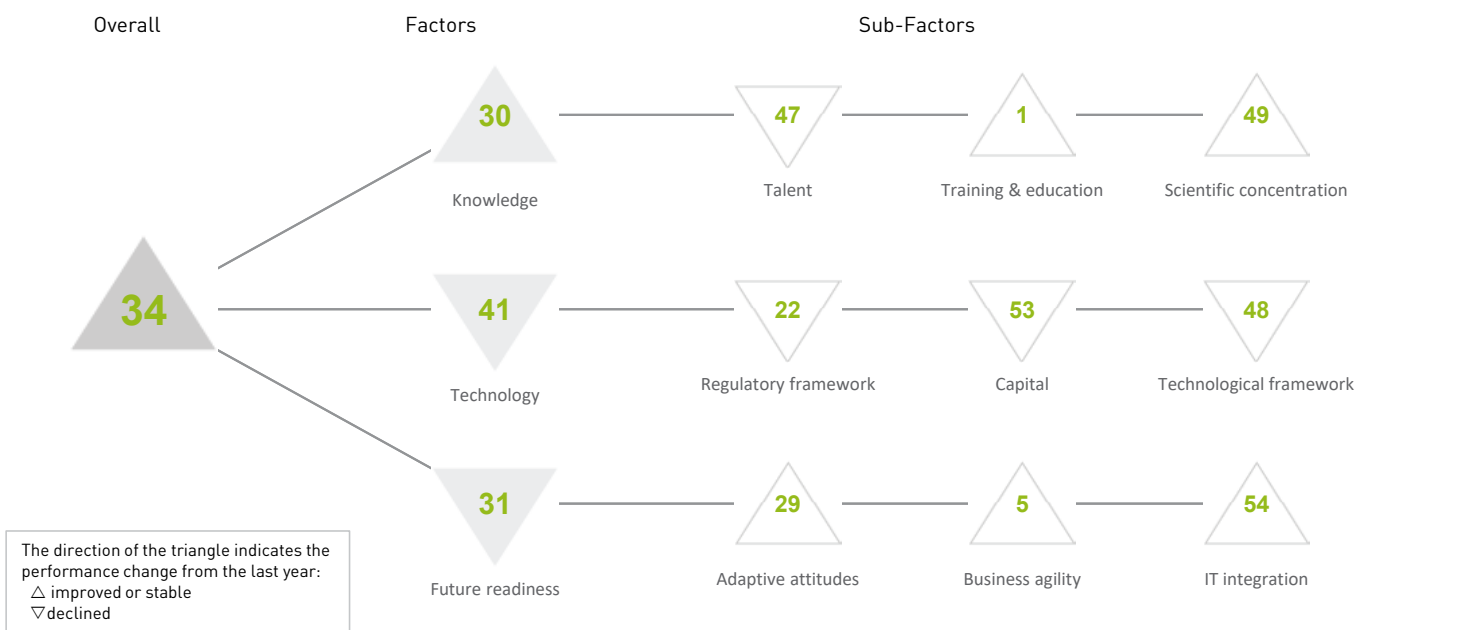 Overall Factors Sub-Factors
30 47 1 49
Knowledge Talent Training & education Scientific concentration
34 41 22 53 48
Technology Regulatory framework Capital Technological framework
31 29 5 54
Future readiness Adaptive attitudes Business agility IT integration
The direction of the triangle indicates the
performance change from the last year:
△ improved or stable
▽ declined